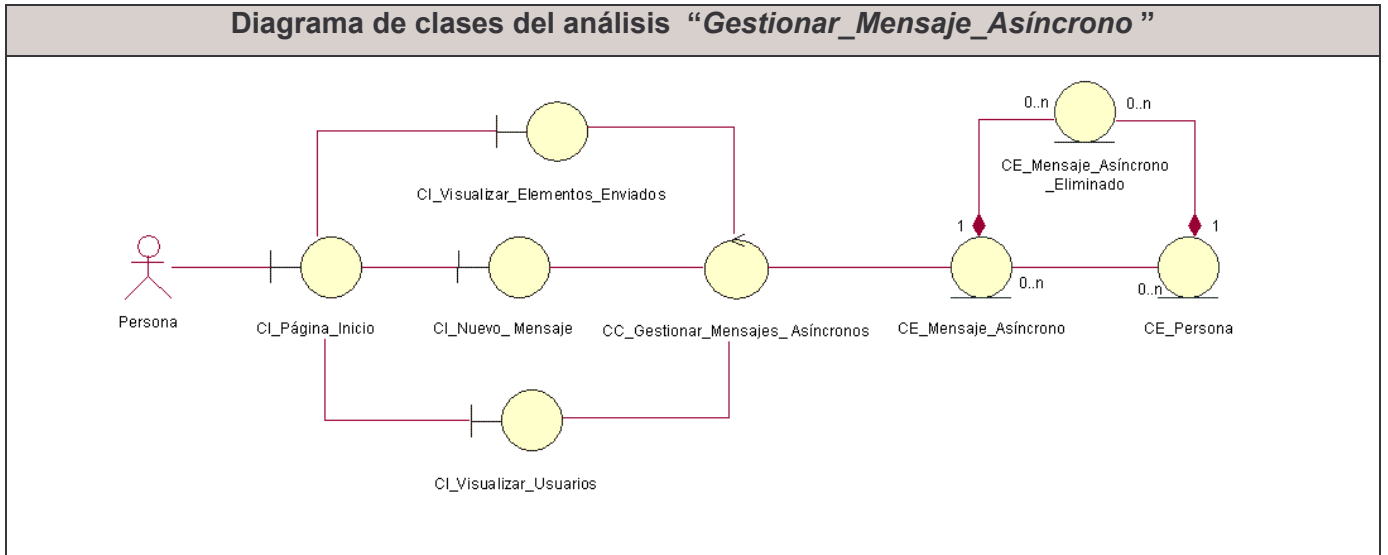 Diagrama de clases del análisis “Gestionar_Mensaje_Asíncrono ”
0..n 0..n
CE_Mensaje_Asíncrono
_Eliminado
CI_Visualizar_Elementos_Enviados
1 1
0..n 0..n
Persona CI_Página_Inicio CI_Nuevo_ Mensaje CC_Gestionar_Mensajes_ Asíncronos CE_Mensaje_Asíncrono CE_Persona
CI_Visualizar_Usuarios